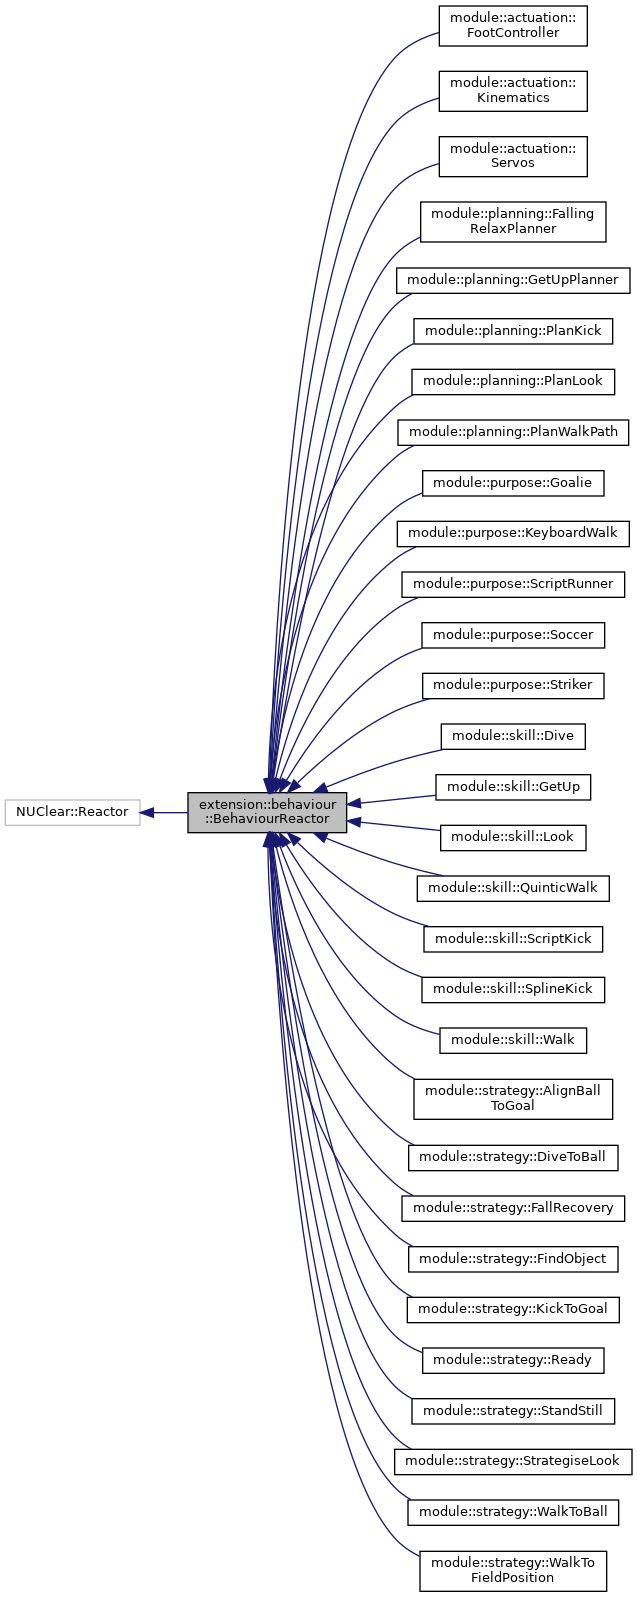 module::actuation::
FootController
module::actuation::
Kinematics
module::actuation::
Servos
module::planning::Falling
RelaxPlanner
module::planning::GetUpPlanner
module::planning::PlanKick
module::planning::PlanLook
module::planning::PlanWalkPath
module::purpose::Goalie
module::purpose::KeyboardWalk
module::purpose::ScriptRunner
module::purpose::Soccer
module::purpose::Striker
module::skill::Dive
module::skill::GetUp
NUClear::Reactor
extension::behaviour
::BehaviourReactor
module::skill::Look
module::skill::QuinticWalk
module::skill::ScriptKick
module::skill::SplineKick
module::skill::Walk
module::strategy::AlignBall
ToGoal
module::strategy::DiveToBall
module::strategy::FallRecovery
module::strategy::FindObject
module::strategy::KickToGoal
module::strategy::Ready
module::strategy::StandStill
module::strategy::StrategiseLook
module::strategy::WalkToBall
module::strategy::WalkTo
FieldPosition